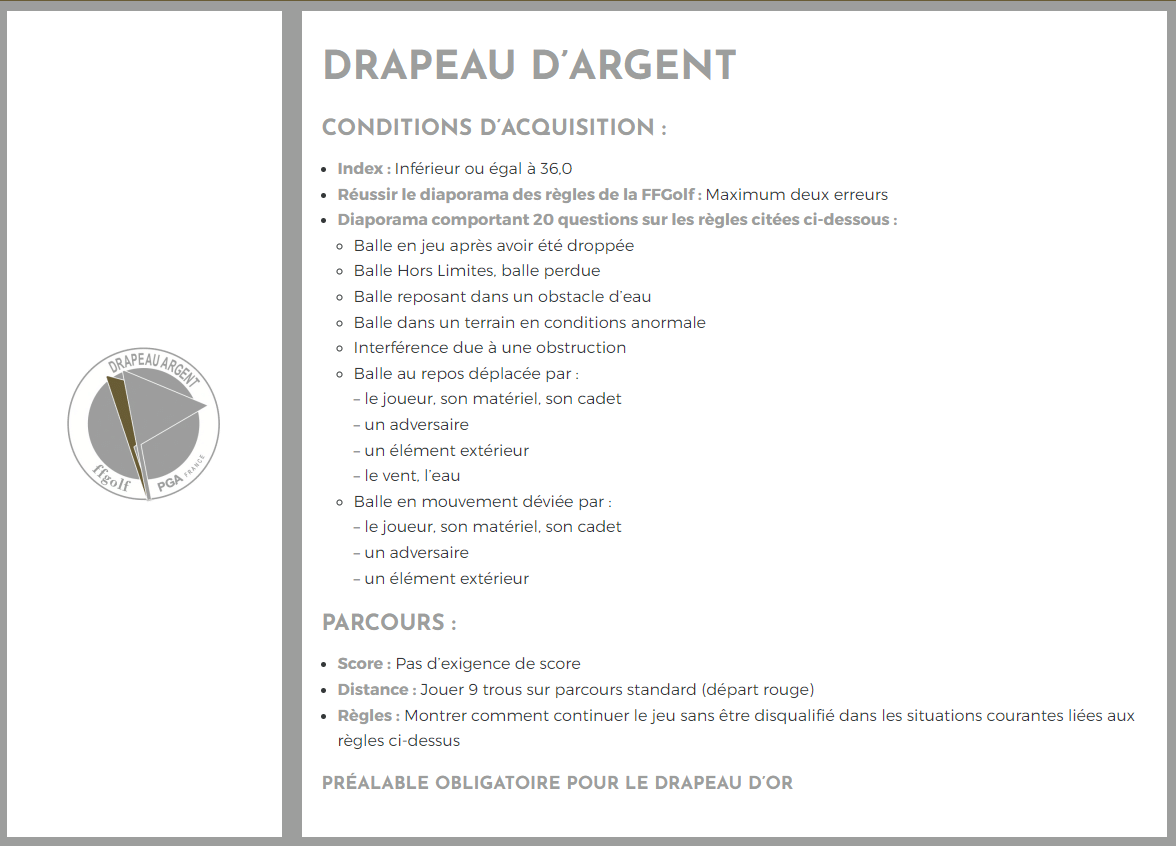 DRAPEAU D'ARGENT
CONDITIONS D'ACQUISITION :
Index : Inférieur ou égal à 36,0
Réussir le diaporama des règles de la FFGolf : Maximum deux erreurs
Diaporama comportant 20 questions sur les règles citées ci-dessous :
Balle en jeu après avoir été droppée
Balle Hors Limites, balle perdue
Balle reposant dans un obstacle d'eau
Balle dans un terrain en conditions anormale
Interférence due à une obstruction
Balle au repos déplacée par :
– le joueur, son matériel, son cadet
– un adversaire
– un élément extérieur
– le vent, l'eau
Balle en mouvement déviée par :
– le joueur, son matériel, son cadet
– un adversaire
– un élément extérieur
PARCOURS :
Score : Pas d'exigence de score
Distance : Jouer 9 trous sur parcours standard (départ rouge)
Règles : Montrer comment continuer le jeu sans être disqualifié dans les situations courantes liées aux
règles ci-dessus
PRÉALABLE OBLIGATOIRE POUR LE DRAPEAU D'OR
DRAPEAU ARGENT
ffgolf
PGA FRANCE